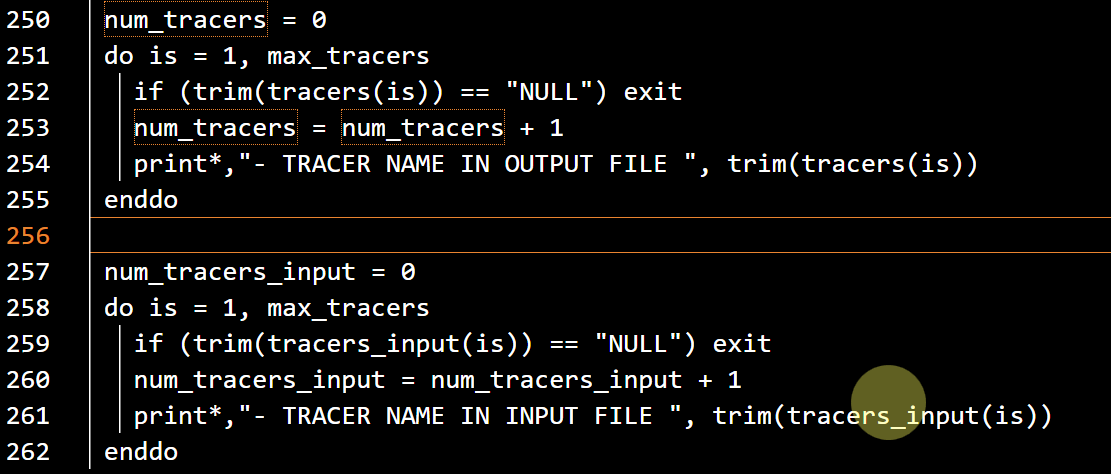 250 num_tracers = 0
251 do is = 1, max_tracers
252 if (trim(tracers(is)) == "NULL") exit
253 num_tracers = num_tracers + 1
254 print*,"- TRACER NAME IN OUTPUT FILE ", trim(tracers(is))
255 enddo
256
257 num_tracers_input = 0
258 do is = 1, max_tracers
259 if (trim(tracers_input(is)) == "NULL") exit
260 num_tracers_input = num_tracers_input + 1
261 print*,"- TRACER NAME IN INPUT FILE ", trim(tracers_input(is))
262 enddo